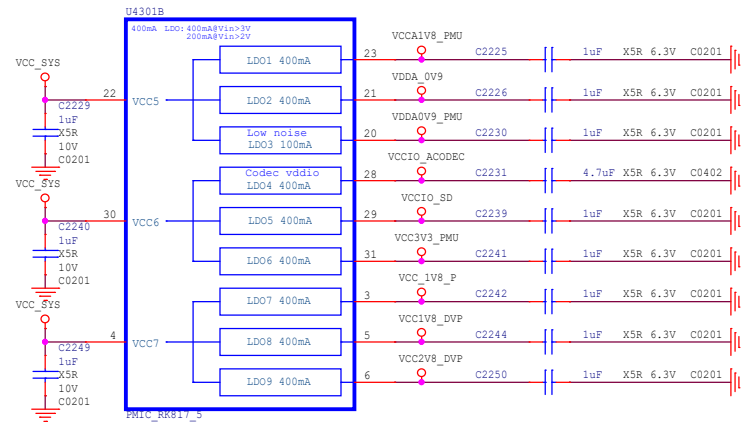 U4301B
400mA LDO: 400mA@Vin>3V
200mA@Vin>2V
VCC_SYS
22
VCC5
C2229
1uF
X5R
10V
C0201
LDO1 400mA
23
VCCA1V8_PMU
C2225 1uF X5R 6.3V C0201
LDO2 400mA
21
VDDA_0V9
C2226 1uF X5R 6.3V C0201
Low noise
LDO3 100mA
20
VDDA0V9_PMU
C2230 1uF X5R 6.3V C0201
VCC_SYS
30
VCC6
C2240
1uF
X5R
10V
C0201
Codec vddio
LDO4 400mA
28
VCCIO_ACODEC
C2231 4.7uF X5R 6.3V C0402
LDO5 400mA
29
VCCIO_SD
C2239 1uF X5R 6.3V C0201
LDO6 400mA
31
VCC3V3_PMU
C2241 1uF X5R 6.3V C0201
VCC_SYS
4
VCC7
C2249
1uF
X5R
10V
C0201
LDO7 400mA
3
VCC_1V8_P
C2242 1uF X5R 6.3V C0201
LDO8 400mA
5
VCC1V8_DVP
C2244 1uF X5R 6.3V C0201
LDO9 400mA
6
VCC2V8_DVP
C2250 1uF X5R 6.3V C0201
PMIC_RK817_5